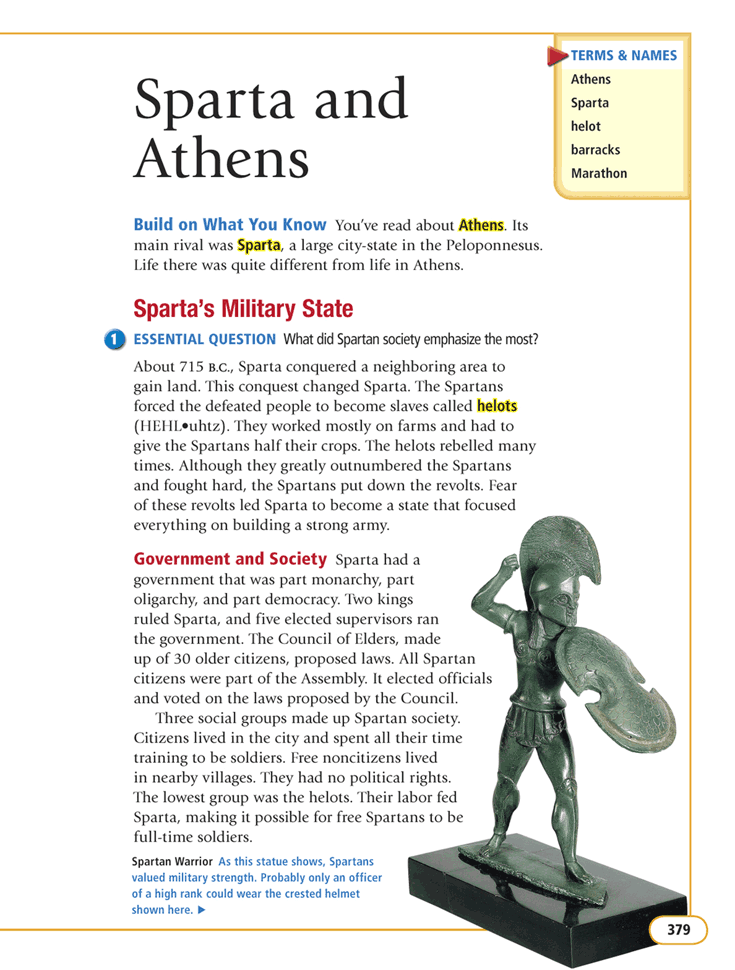 Sparta and
Athens
TERMS & NAMES
Athens
Sparta
helot
barracks
Marathon
Build on What You Know You’ve read about Athens. Its
main rival was Sparta, a large city-state in the Peloponnesus.
Life there was quite different from life in Athens.
Sparta’s Military State
1 ESSENTIAL QUESTION What did Spartan society emphasize the most?
About 715 B.C., Sparta conquered a neighboring area to
gain land. This conquest changed Sparta. The Spartans
forced the defeated people to become slaves called helots
(HEHL•uhtz). They worked mostly on farms and had to
give the Spartans half their crops. The helots rebelled many
times. Although they greatly outnumbered the Spartans
and fought hard, the Spartans put down the revolts. Fear
of these revolts led Sparta to become a state that focused
everything on building a strong army.
Government and Society Sparta had a
government that was part monarchy, part
oligarchy, and part democracy. Two kings
ruled Sparta, and five elected supervisors ran
the government. The Council of Elders, made
up of 30 older citizens, proposed laws. All Spartan
citizens were part of the Assembly. It elected officials
and voted on the laws proposed by the Council.
Three social groups made up Spartan society.
Citizens lived in the city and spent all their time
training to be soldiers. Free noncitizens lived
in nearby villages. They had no political rights.
The lowest group was the helots. Their labor fed
Sparta, making it possible for free Spartans to be
full-time soldiers.
Spartan Warrior As this statue shows, Spartans
valued military strength. Probably only an officer
of a high rank could wear the crested helmet
shown here. ▶
379